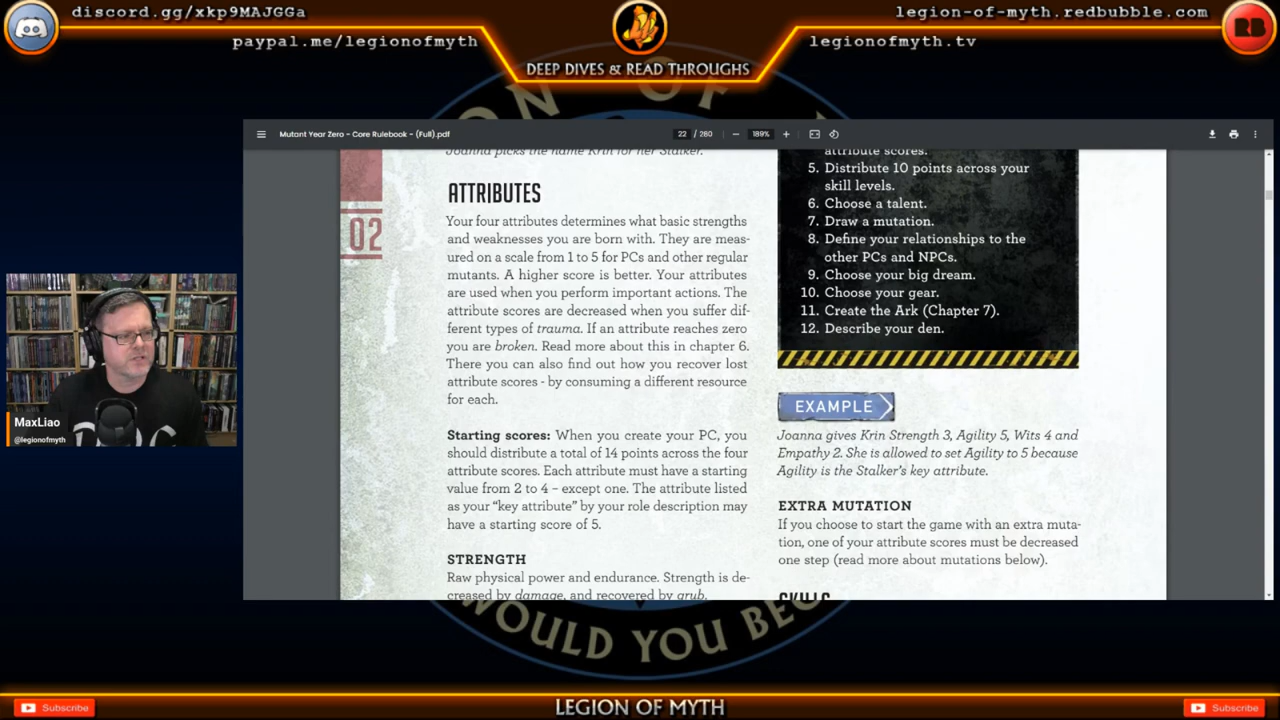 discord.gg/xkp9MAJGGa
legion-of-myth.redbubble.com
RB
paypal.me/legionofmyth
legionofmyth.tv
DEEP DIVES & READ THROUGHS
Mutant Year Zero - Core Rulebook - (Full).pdf
22 / 280
189%
Joanna picks the name Krin for her Stalker.
02
ATTRIBUTES
Your four attributes determines what basic strengths
and weaknesses you are born with. They are meas-
ured on a scale from 1 to 5 for PCs and other regular
mutants. A higher score is better. Your attributes
are used when you perform important actions. The
attribute scores are decreased when you suffer dif-
ferent types of trauma. If an attribute reaches zero
you are broken. Read more about this in chapter 6.
There you can also find out how you recover lost
attribute scores - by consuming a different resource
for each.
Starting scores: When you create your PC, you
should distribute a total of 14 points across the four
attribute scores. Each attribute must have a starting
value from 2 to 4 – except one. The attribute listed
as your “key attribute” by your role description may
have a starting score of 5.
STRENGTH
Raw physical power and endurance. Strength is de-
creased by damage, and recovered by grub.
attribute scores.
5. Distribute 10 points across your
skill levels.
6. Choose a talent.
7. Draw a mutation.
8. Define your relationships to the
other PCs and NPCs.
9. Choose your big dream.
10. Choose your gear.
11. Create the Ark (Chapter 7).
12. Describe your den.
EXAMPLE
Joanna gives Krin Strength 3, Agility 5, Wits 4 and
Empathy 2. She is allowed to set Agility to 5 because
Agility is the Stalker's key attribute.
EXTRA MUTATION
If you choose to start the game with an extra muta-
tion, one of your attribute scores must be decreased
one step (read more about mutations below).
SKILLS
MaxLiao
@legionofmyth
WOULD YOU
Subscribe
LEGION OF MYTH
Subscribe